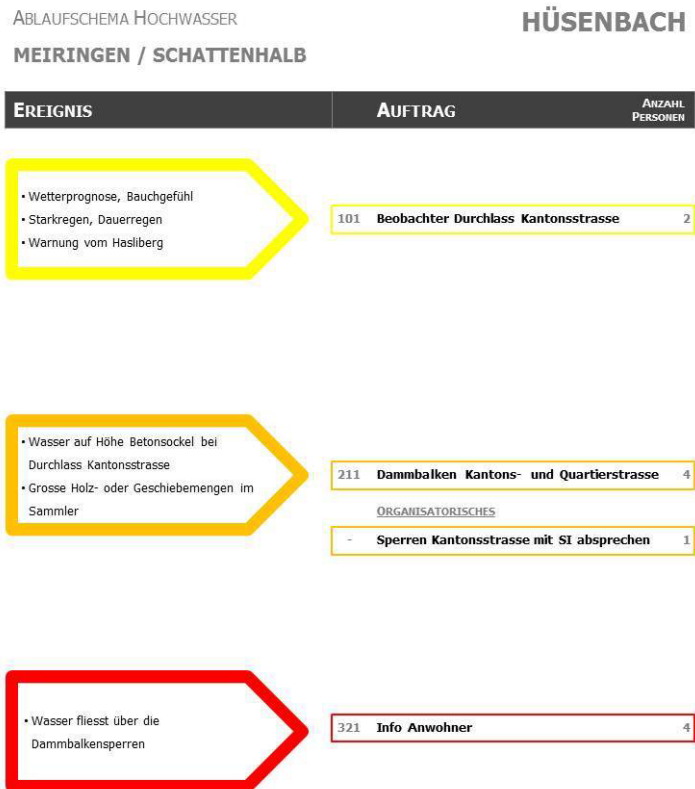 ABLAUFSCHEMA HOCHWASSER
HÜSENBACH
MEIRINGEN / SCHATTENHALB
EREIGNIS
AUFTRAG
ANZAHL
PERSONEN
▪ Wetterprognose, Bauchgefühl
▪ Starkregen, Dauerregen
▪ Warnung vom Hasliberg
101 Beobachter Durchlass Kantonsstrasse 2
▪ Wasser auf Höhe Betonsockel bei
Durchlass Kantonsstrasse
▪ Grosse Holz- oder Geschiebemengen im
Sammler
211 Dammbalken Kantons- und Quartierstrasse 4
ORGANISATORISCHES
- Sperren Kantonsstrasse mit SI absprechen 1
▪ Wasser fliesst über die
Dammbalkensperren
321 Info Anwohner 4